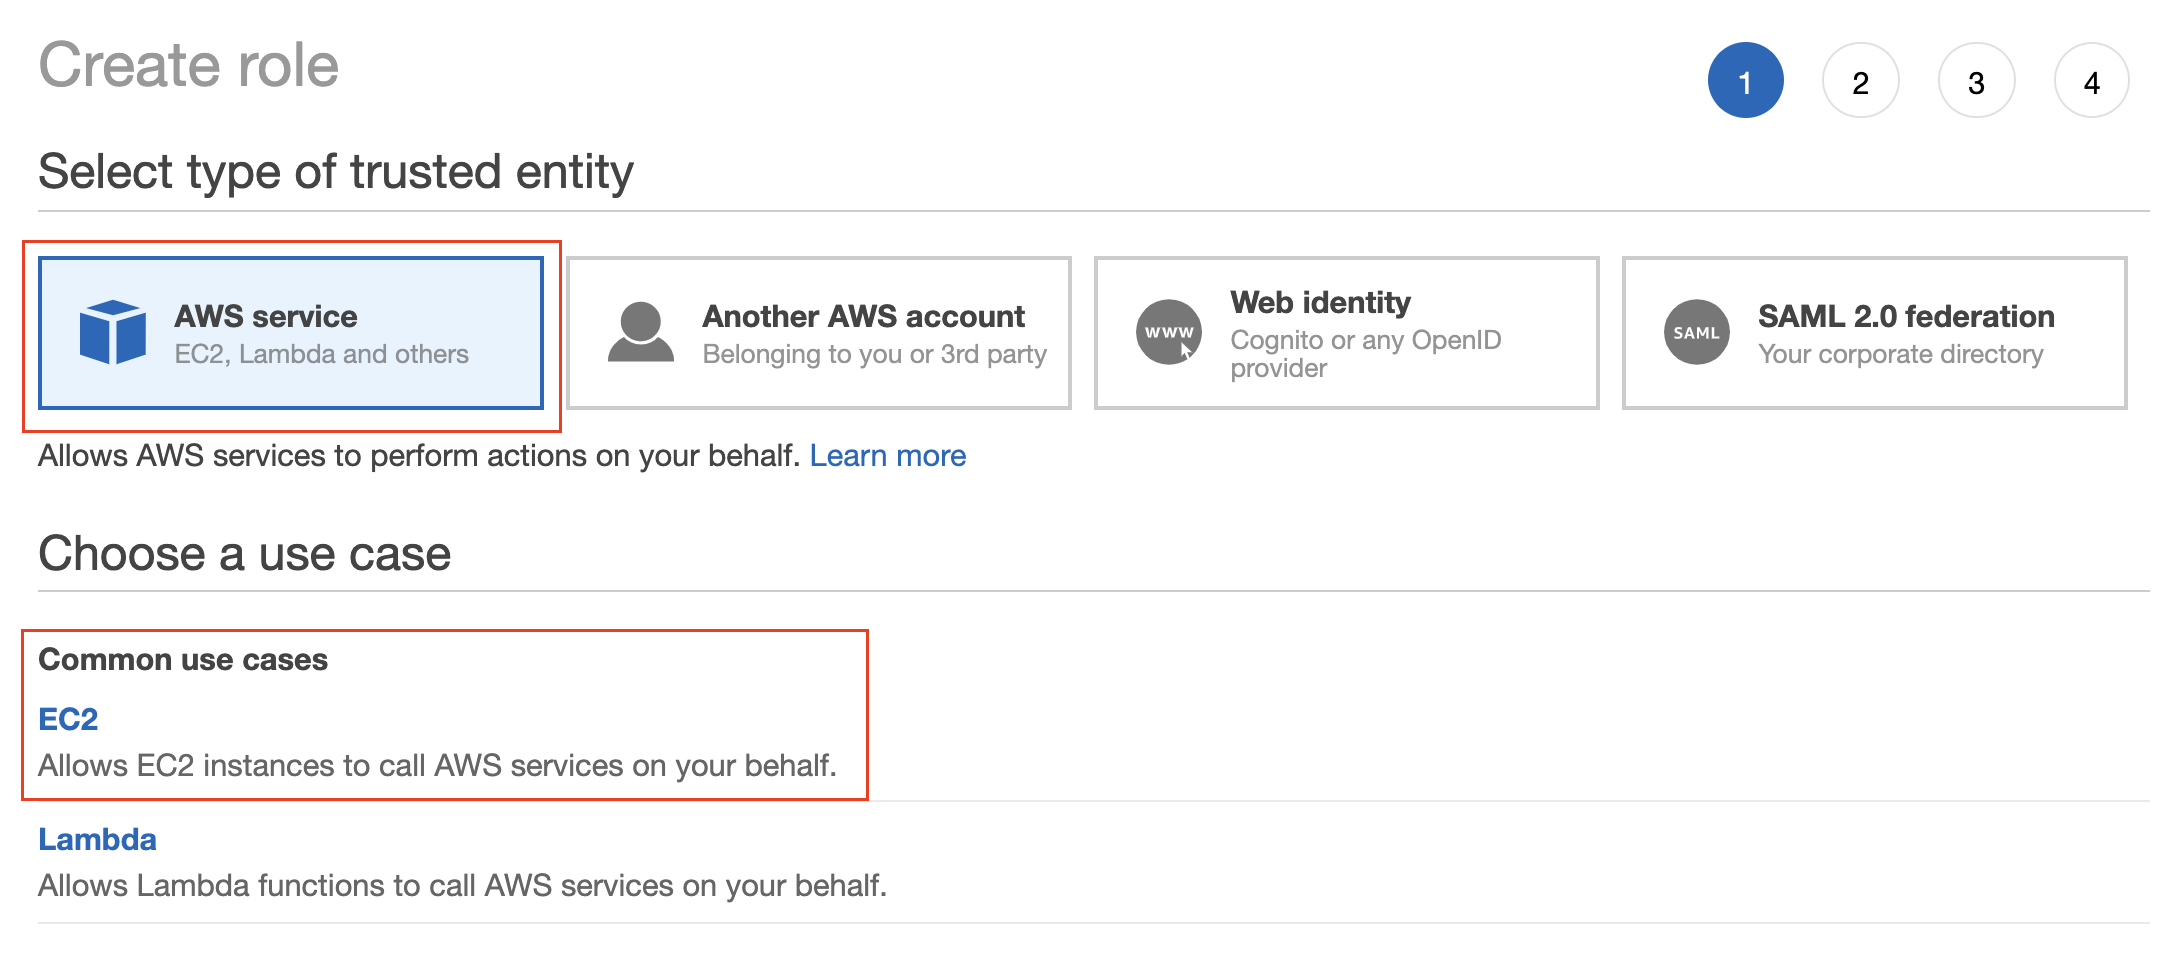 Create role
1 2 3 4
Select type of trusted entity
AWS service
EC2, Lambda and others
Another AWS account
Belonging to you or 3rd party
www
Web identity
Cognito or any OpenID
provider
SAML
SAML 2.0 federation
Your corporate directory
Allows AWS services to perform actions on your behalf. Learn more
Choose a use case
Common use cases
EC2
Allows EC2 instances to call AWS services on your behalf.
Lambda
Allows Lambda functions to call AWS services on your behalf.